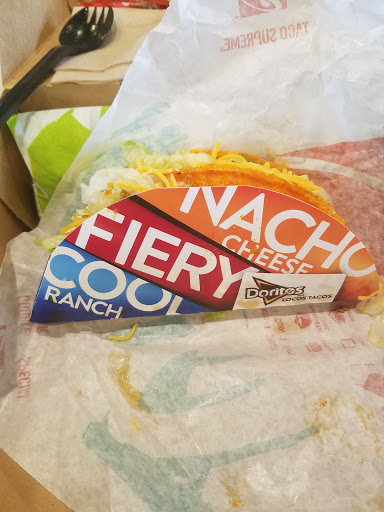 TACO SUPREME.
NACHO
CHEESE
FIERY
COOL
RANCH
Doritos
LOCOS TACOS